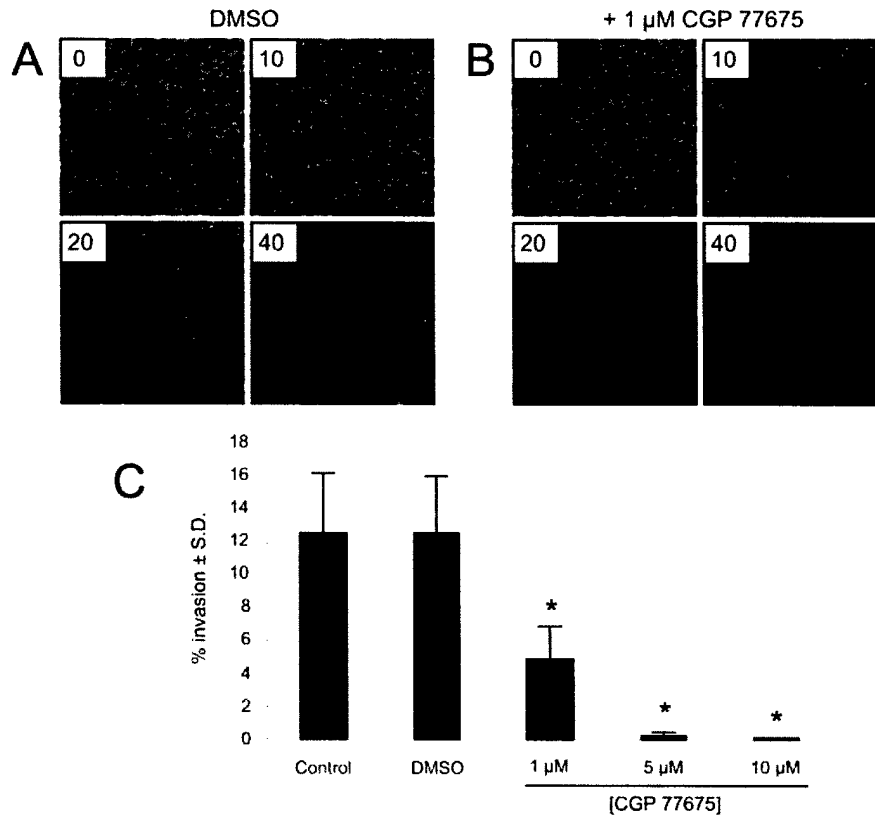 DMSO
+ 1 µM CGP 77675
A
0
10
20
40
B
0
10
20
40
C
% invasion ± S.D.
18
16
14
12
10
8
6
4
2
0
*
*
*
Control
DMSO
1 µM
5 µM
10 µM
[CGP 77675]